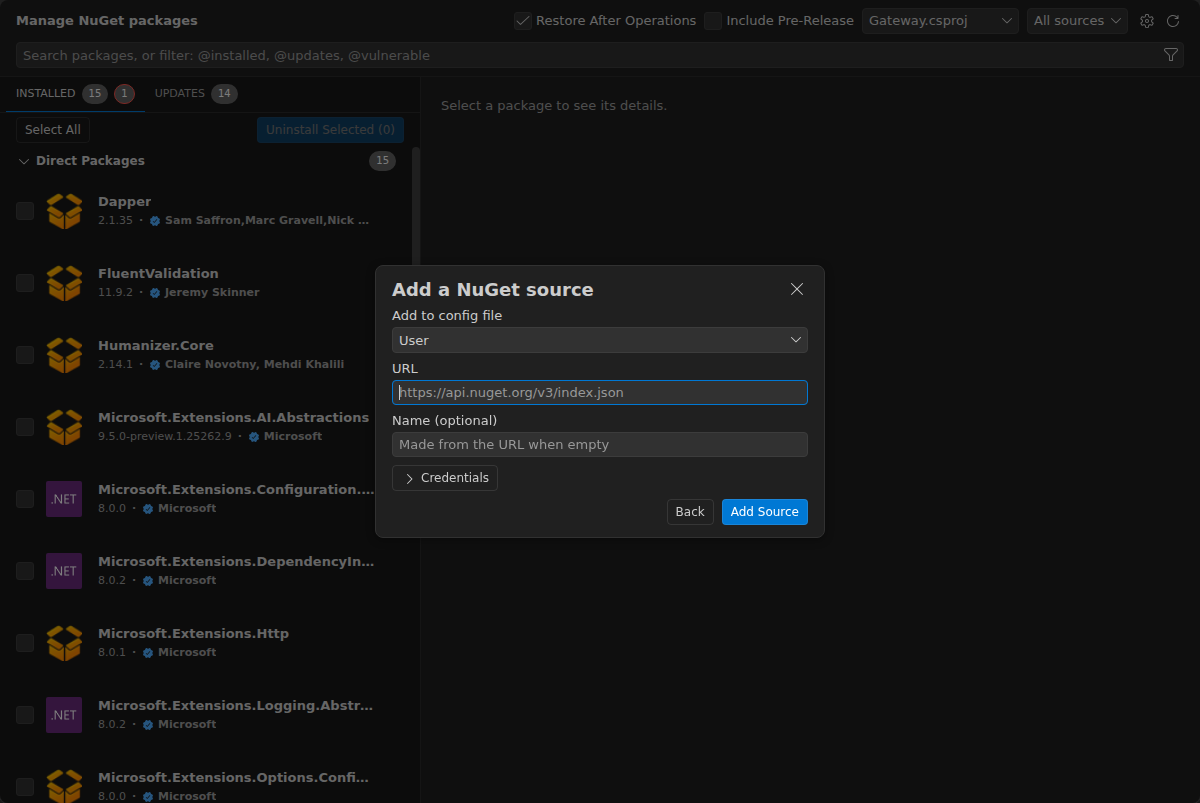 Manage NuGet packages
Restore After Operations
Include Pre-Release
Gateway.csproj
All sources
Search packages, or filter: @installed, @updates, @vulnerable
INSTALLED 15 1 UPDATES 14
Select All
Uninstall Selected (0)
Select a package to see its details.
Direct Packages 15
Dapper
2.1.35 · Sam Saffron,Marc Gravell,Nick ...
FluentValidation
11.9.2 · Jeremy Skinner
Humanizer.Core
2.14.1 · Claire Novotny, Mehdi Khalili
Microsoft.Extensions.AI.Abstractions
9.5.0-preview.1.25262.9 · Microsoft
.NET
Microsoft.Extensions.Configuration....
8.0.0 · Microsoft
.NET
Microsoft.Extensions.DependencyIn...
8.0.2 · Microsoft
Microsoft.Extensions.Http
8.0.1 · Microsoft
.NET
Microsoft.Extensions.Logging.Abstr...
8.0.2 · Microsoft
Microsoft.Extensions.Options.Confi...
8.0.0 · Microsoft
Add a NuGet source
Add to config file
User
URL
https://api.nuget.org/v3/index.json
Name (optional)
Made from the URL when empty
Credentials
Back
Add Source